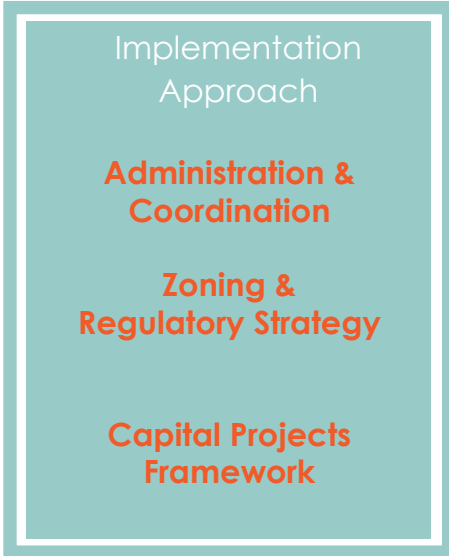 Implementation
Approach
Administration &
Coordination
Zoning &
Regulatory Strategy
Capital Projects
Framework